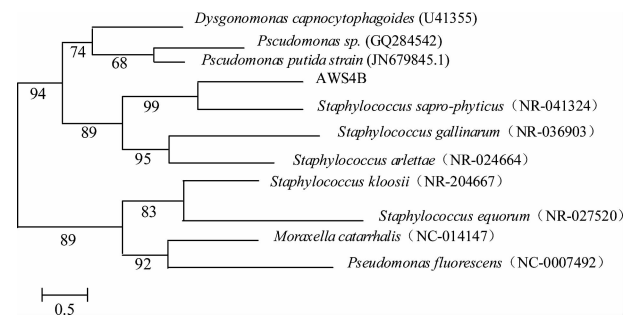 Dysgonomonas capnocytophagoides (U41355)
74
Pscudomonas sp. (GQ284542)
68
Pscudomonas putida strain (JN679845.1)
94
AWS4B
99
Staphylococcus sapro-phyticus（NR-041324）
89
Staphylococcus gallinarum（NR-036903）
95
Staphylococcus arlettae（NR-024664）
Staphylococcus kloosii（NR-204667）
83
Staphylococcus equorum（NR-027520）
89
Moraxella catarrhalis（NC-014147）
92
Pseudomonas fluorescens（NC-0007492）
0.5